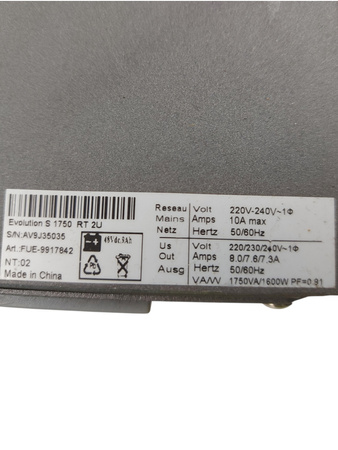 Evolution S 1750 RT 2U
S/N:AV9J35035
Art.:FUE-9917842
NT:02
Made in China
48Vdc,9Ah
Reseau Volt 220V-240V~1Φ
Mains Amps 10A max
Netz Hertz 50/60Hz
Us Volt 220/230/240V~1Φ
Out Amps 8.0/7.6/7.3A
Ausg Hertz 50/60Hz
VA/W 1750VA/1600W PF=0.91